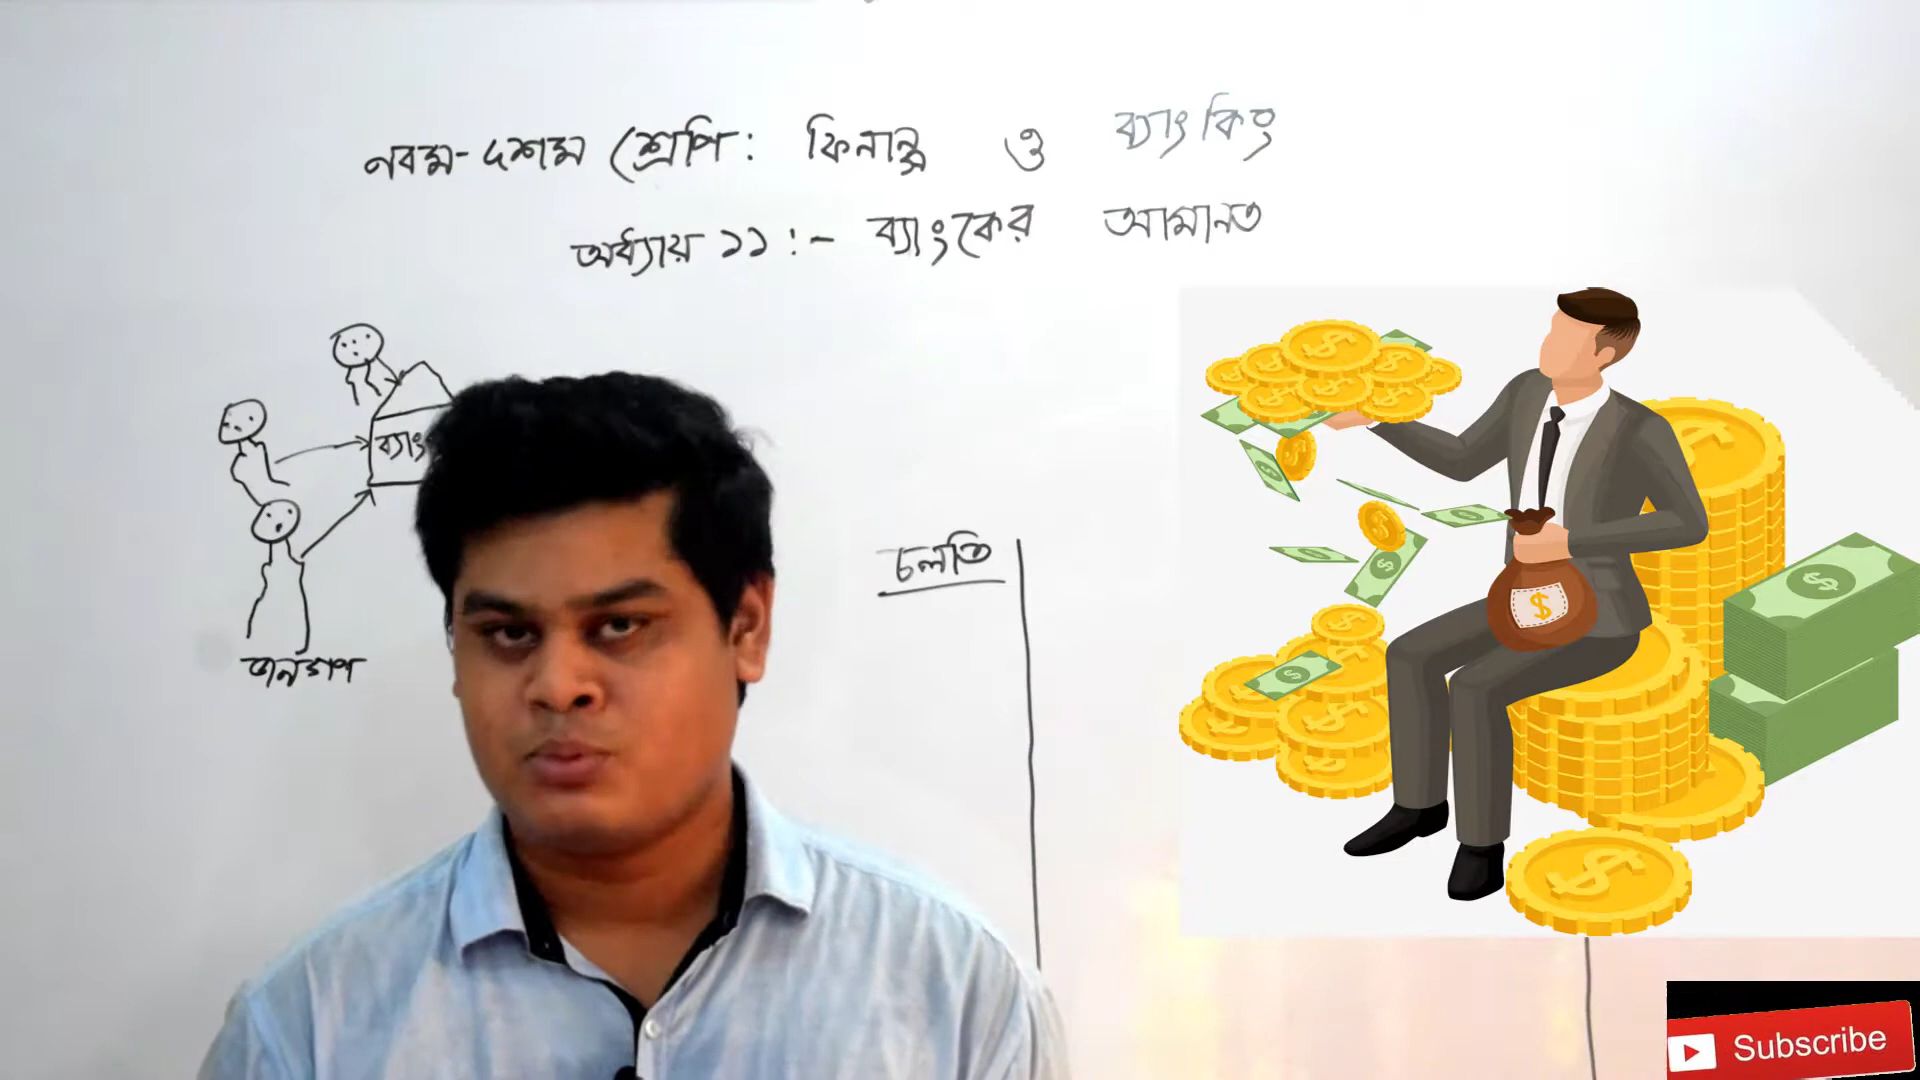 নবম-দশম শ্রেণি: ফিনান্স ও ব্যাংকিং
অধ্যায় ১১:- ব্যাংকের আমানত
ব্যাং
চলতি
জনগণ
Subscribe